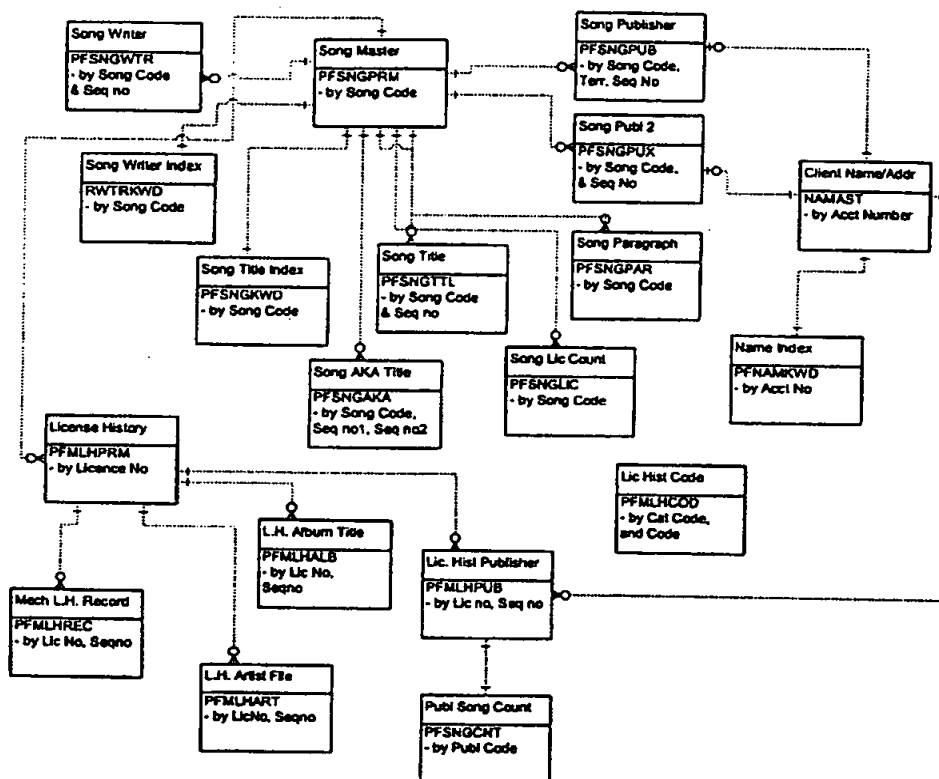 Song Writer
PFSNGWTR
- by Song Code
& Seq no
Song Master
PFSNGPRM
- by Song Code
Song Publisher
PFSNGPUB
- by Song Code,
Terr, Seq No
Song Publ 2
PFSNGPUX
- by Song Code,
& Seq No
Client Name/Addr
NAMAST
- by Acct Number
Song Writer Index
RWTRKWD
- by Song Code
Song Title Index
PFSNGKWD
- by Song Code
Song Title
PFSNGTTL
- by Song Code
& Seq no
Song Paragraph
PFSNGPAR
- by Song Code
Name Index
PFNAMKWD
- by Acct No
Song AKA Title
PFSNGAKA
- by Song Code,
Seq no1, Seq no2
Song Lic Count
PFSNGLIC
- by Song Code
License History
PFMLHPRM
- by Licence No
Lic Hist Code
PFMLHCOD
- by Cat Code,
and Code
L.H. Album Title
PFMLHALB
- by Lic No,
Seqno
Lic. Hist Publisher
PFMLHPUB
- by Lic no, Seq no
Mech L.H. Record
PFMLHREC
- by Lic No, Seqno
L.H. Artist File
PFMLHART
- by LicNo, Seqno
Publ Song Count
PFSNGCNT
- by Publ Code